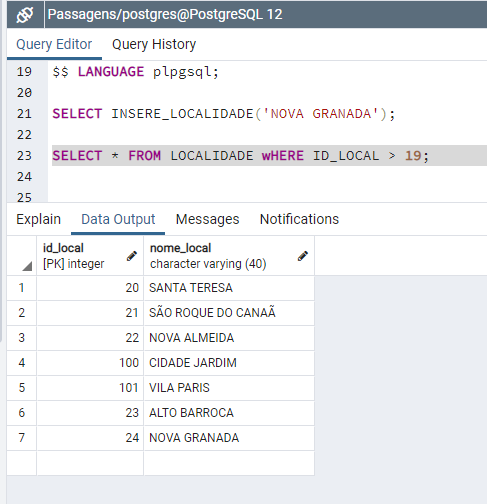 Passagens/postgres@PostgreSQL 12
Query Editor Query History
19 $$ LANGUAGE plpgsql;
20
21 SELECT INSERE_LOCALIDADE('NOVA GRANADA');
22
23 SELECT * FROM LOCALIDADE wHERE ID_LOCAL > 19;
24
25
Explain Data Output Messages Notifications
id_local nome_local
[PK] integer character varying (40)
1 20 SANTA TERESA
2 21 SÃO ROQUE DO CANAÃ
3 22 NOVA ALMEIDA
4 100 CIDADE JARDIM
5 101 VILA PARIS
6 23 ALTO BARROCA
7 24 NOVA GRANADA